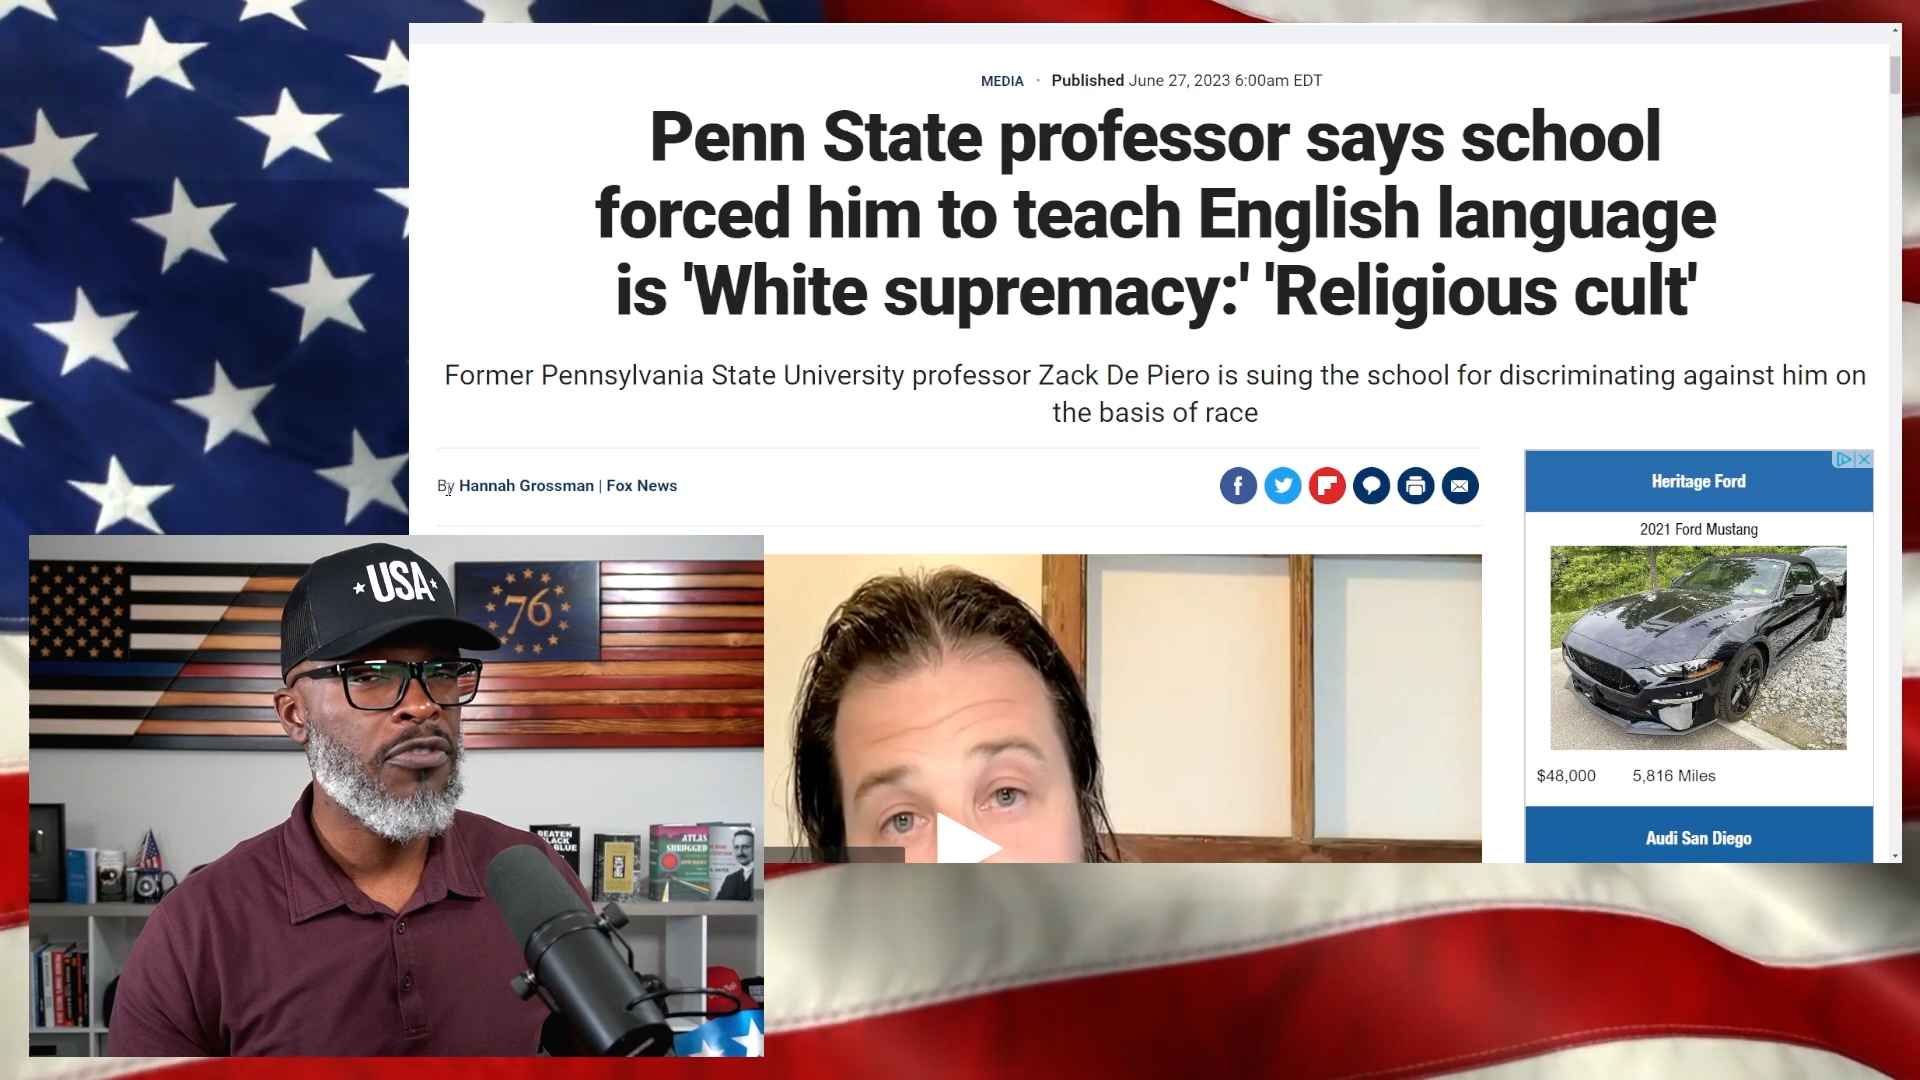 MEDIA · Published June 27, 2023 6:00am EDT
Penn State professor says school
forced him to teach English language
is 'White supremacy:' 'Religious cult'
Former Pennsylvania State University professor Zack De Piero is suing the school for discriminating against him on
the basis of race
By Hannah Grossman | Fox News
Heritage Ford
2021 Ford Mustang
$48,000 5,816 Miles
Audi San Diego
USA
76
BEATEN
BLACK
BLUE
ATLAS
SHRUGGED